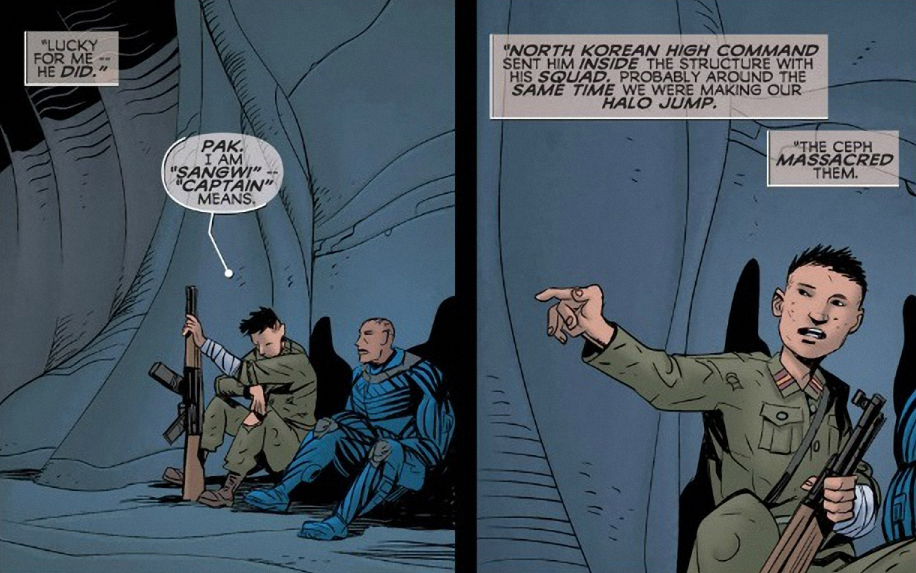 "LUCKY
FOR ME --
HE DID."
PAK.
I AM
"SANGWI" --
"CAPTAIN"
MEANS.
"NORTH KOREAN HIGH COMMAND
SENT HIM INSIDE THE STRUCTURE WITH
HIS SQUAD. PROBABLY AROUND THE
SAME TIME WE WERE MAKING OUR
HALO JUMP.
"THE CEPH
MASSACRED
THEM.